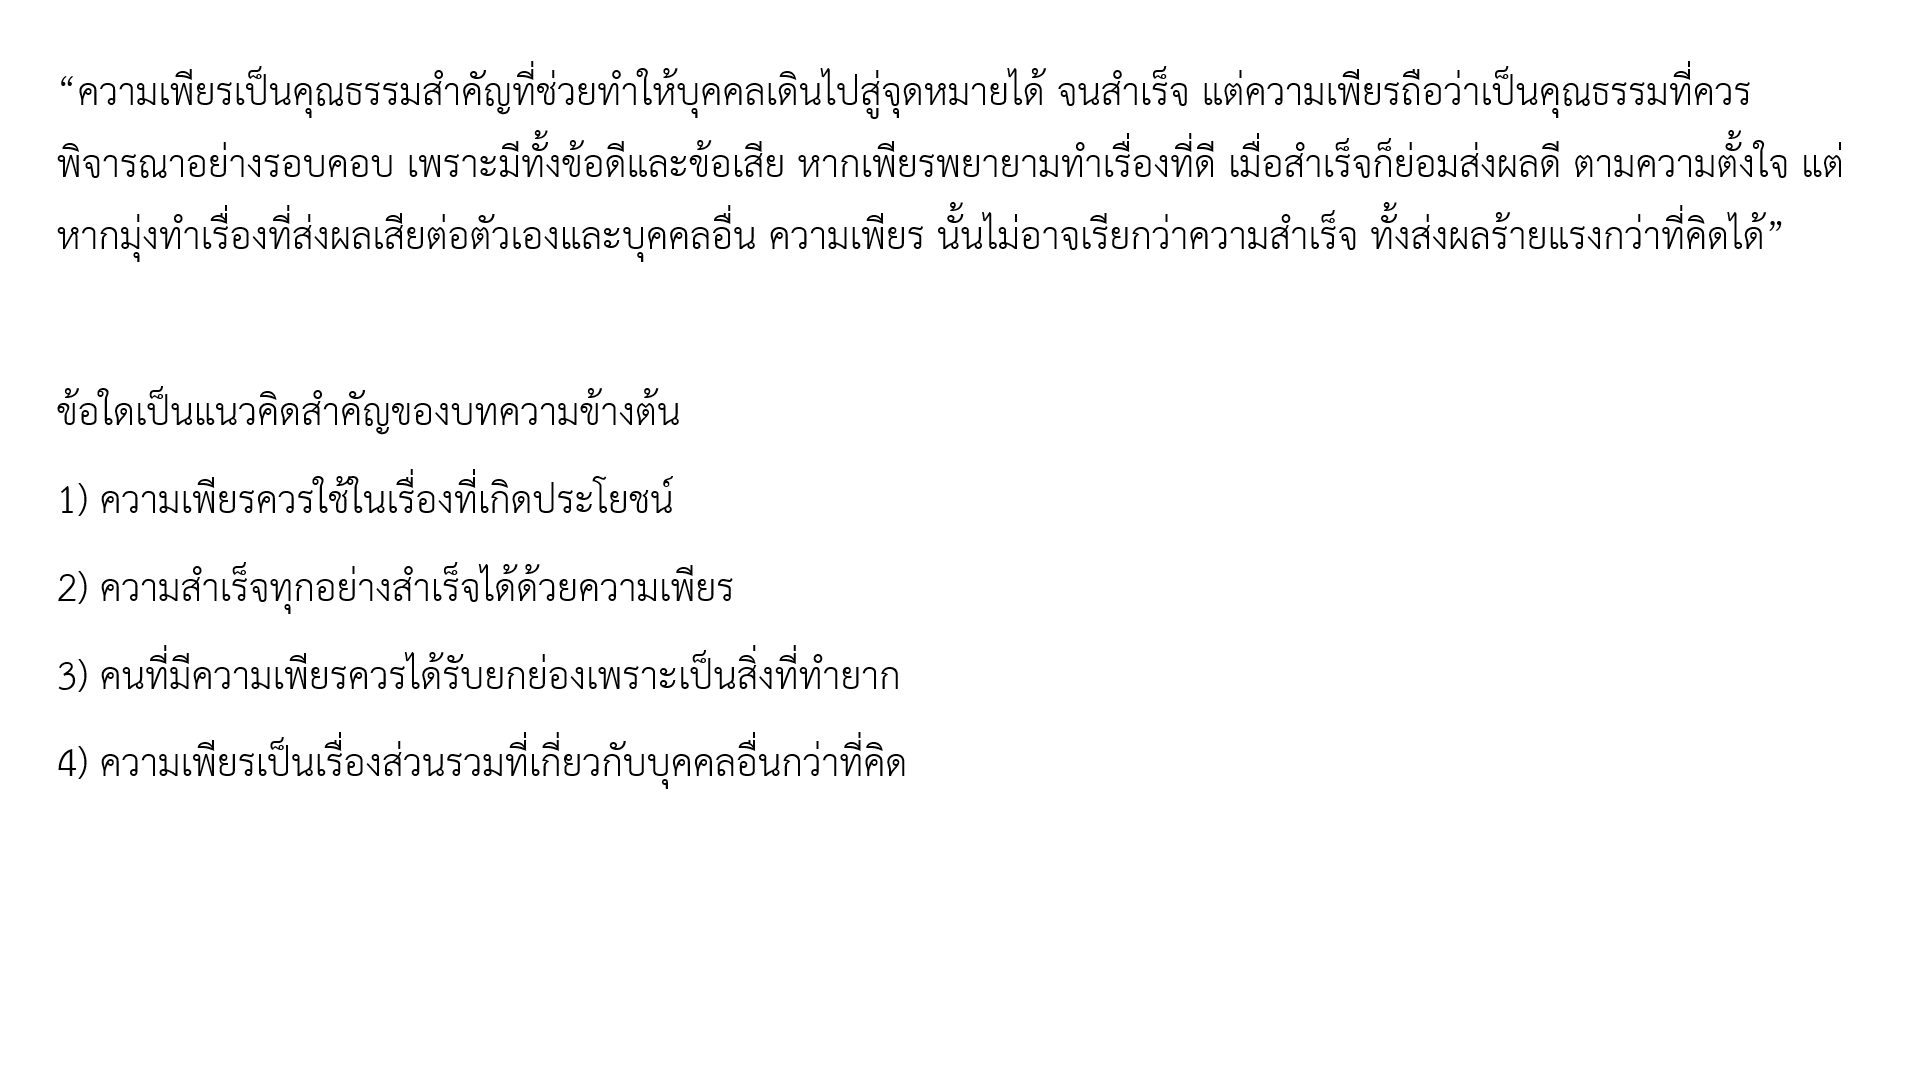 “ความเพียรเป็นคุณธรรมสำคัญที่ช่วยทำให้บุคคลเดินไปสู่จุดหมายได้ จนสำเร็จ แต่ความเพียรถือว่าเป็นคุณธรรมที่ควร
พิจารณาอย่างรอบคอบ เพราะมีทั้งข้อดีและข้อเสีย หากเพียรพยายามทำเรื่องที่ดี เมื่อสำเร็จก็ย่อมส่งผลดี ตามความตั้งใจ แต่
หากมุ่งทำเรื่องที่ส่งผลเสียต่อตัวเองและบุคคลอื่น ความเพียร นั้นไม่อาจเรียกว่าความสำเร็จ ทั้งส่งผลร้ายแรงกว่าที่คิดได้”
ข้อใดเป็นแนวคิดสำคัญของบทความข้างต้น
1) ความเพียรควรใช้ในเรื่องที่เกิดประโยชน์
2) ความสำเร็จทุกอย่างสำเร็จได้ด้วยความเพียร
3) คนที่มีความเพียรควรได้รับยกย่องเพราะเป็นสิ่งที่ทำยาก
4) ความเพียรเป็นเรื่องส่วนรวมที่เกี่ยวกับบุคคลอื่นกว่าที่คิด